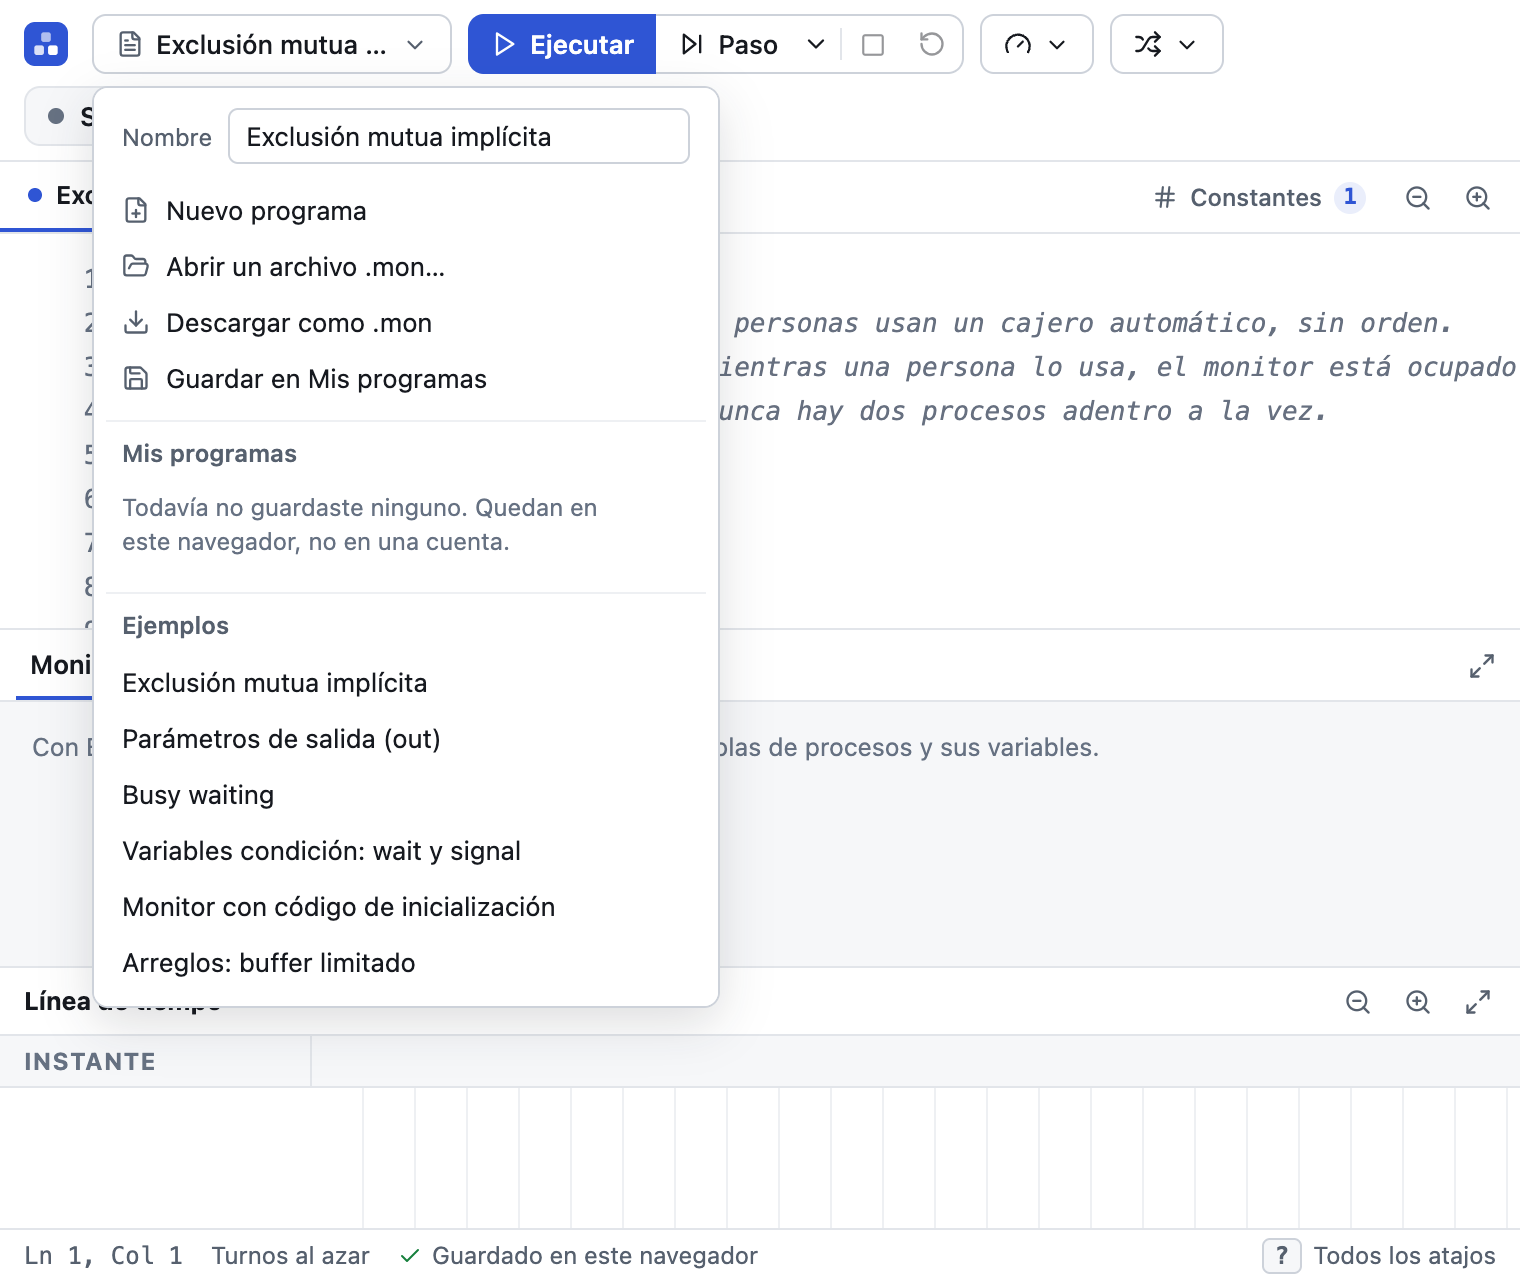 Exclusión mutua ...
Ejecutar
Paso
Nombre
Exclusión mutua implícita
Nuevo programa
Abrir un archivo .mon...
Descargar como .mon
Guardar en Mis programas
Mis programas
Todavía no guardaste ninguno. Quedan en
este navegador, no en una cuenta.
Ejemplos
Exclusión mutua implícita
Parámetros de salida (out)
Busy waiting
Variables condición: wait y signal
Monitor con código de inicialización
Arreglos: buffer limitado
# Constantes 1
personas usan un cajero automático, sin orden.
una persona lo usa, el monitor está ocupado
hay dos procesos adentro a la vez.
Con
de procesos y sus variables.
Línea
INSTANTE
Ln 1, Col 1
Turnos al azar
Guardado en este navegador
? Todos los atajos